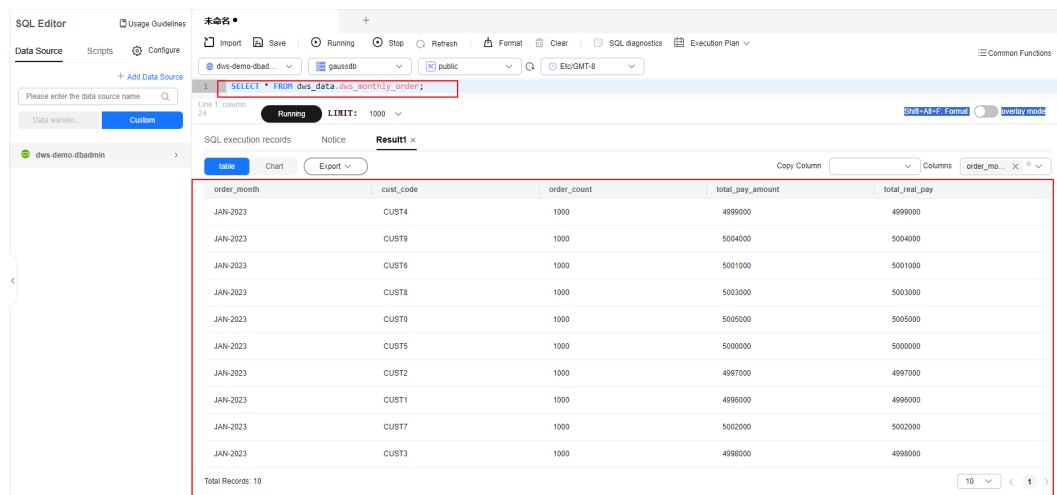 SQL Editor
Usage Guidelines
Data Source
Scripts
Configure
+ Add Data Source
Please enter the data source name
Data wareho...
Custom
dws-demo-dbadmin
未命名 ●
+
Import
Save
Running
Stop
Refresh
Format
Clear
SQL diagnostics
Execution Plan
Common Functions
dws-demo-dbad...
gaussdb
SC public
Etc/GMT-8
1 SELECT * FROM dws_data.dws_monthly_order;
Line 1, column
24
Running
LIMIT: 1000
Shift+Alt+F: Format
overlay mode
SQL execution records
Notice
Result1 ×
table
Chart
Export
Copy Column
Columns
order_mo... ×
order_month cust_code order_count total_pay_amount total_real_pay
JAN-2023 CUST4 1000 4999000 4999000
JAN-2023 CUST9 1000 5004000 5004000
JAN-2023 CUST6 1000 5001000 5001000
JAN-2023 CUST8 1000 5003000 5003000
JAN-2023 CUST0 1000 5005000 5005000
JAN-2023 CUST5 1000 5000000 5000000
JAN-2023 CUST2 1000 4997000 4997000
JAN-2023 CUST1 1000 4996000 4996000
JAN-2023 CUST7 1000 5002000 5002000
JAN-2023 CUST3 1000 4998000 4998000
Total Records: 10
10
< 1 >